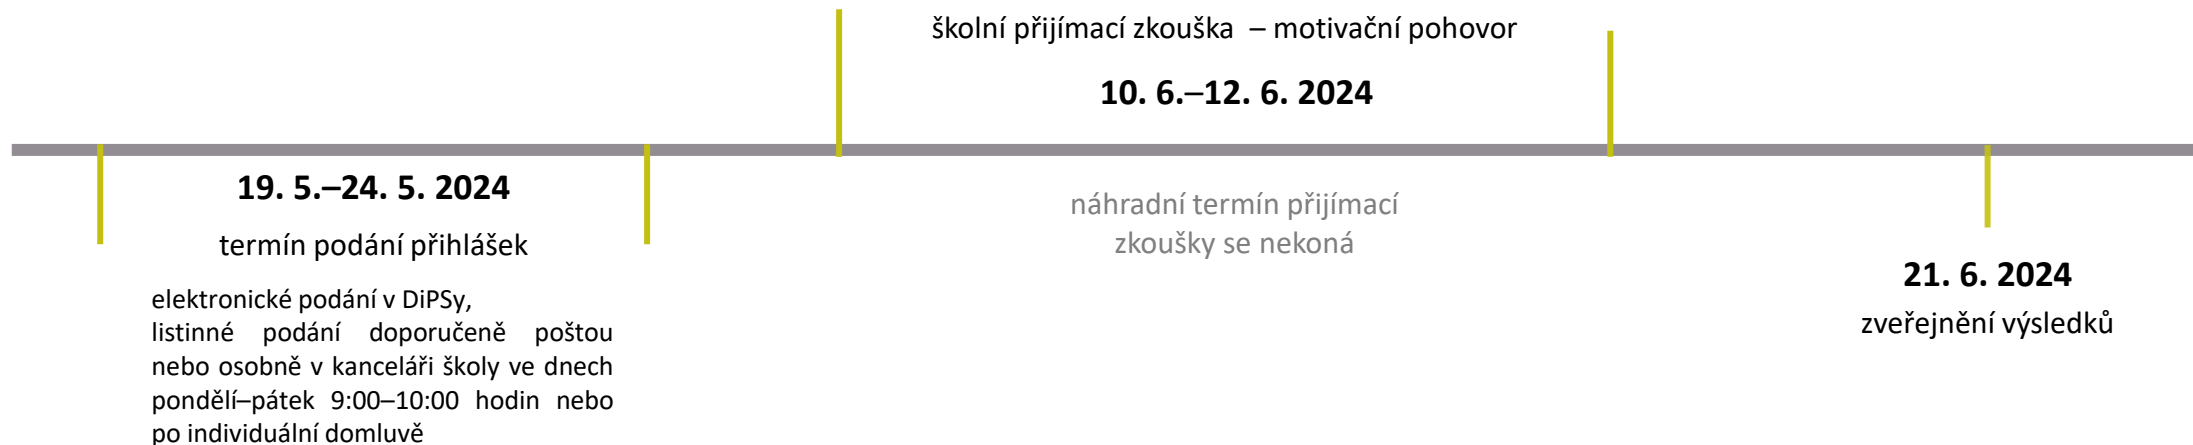 školní přijímací zkouška – motivační pohovor
10. 6.–12. 6. 2024
19. 5.–24. 5. 2024
termín podání přihlášek
elektronické podání v DiPSy,
listinné podání doporučeně poštou
nebo osobně v kanceláři školy ve dnech
pondělí–pátek 9:00–10:00 hodin nebo
po individuální domluvě
náhradní termín přijímací
zkoušky se nekoná
21. 6. 2024
zveřejnění výsledků